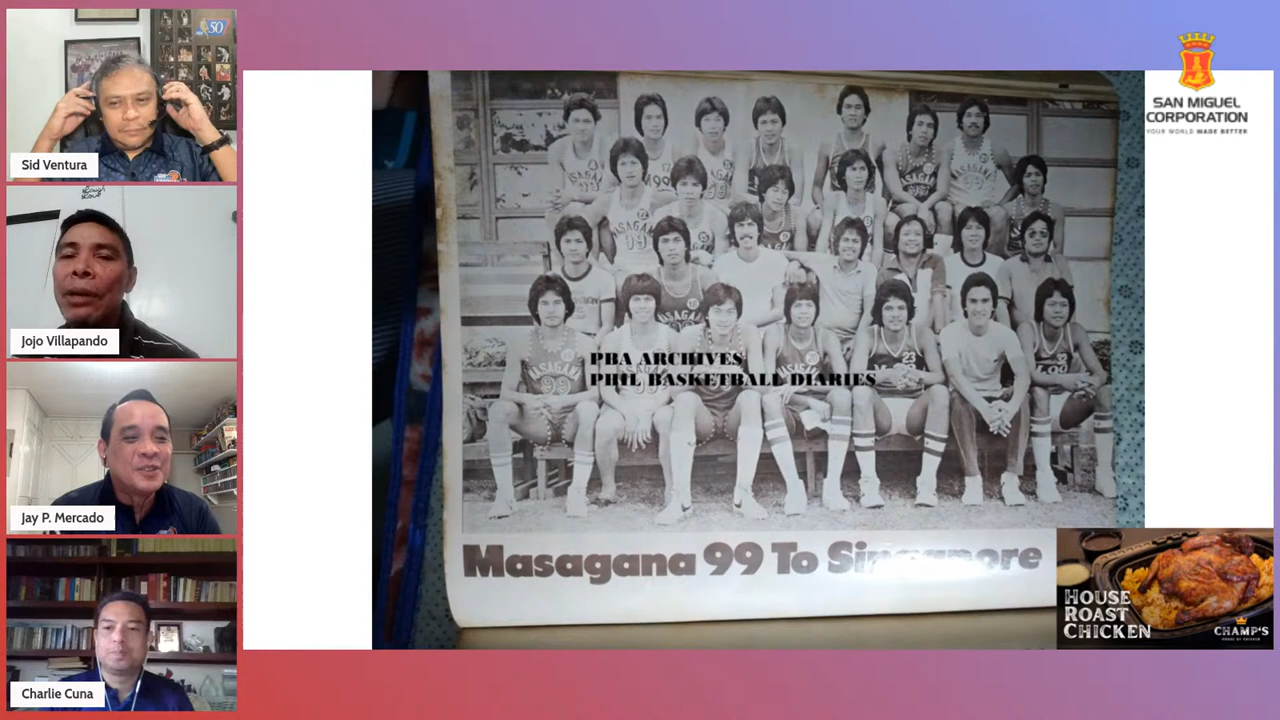 Sid Ventura
Jojo Villapando
Jay P. Mercado
Charlie Cuna
50
SAN MIGUEL
CORPORATION
YOUR WORLD MADE BETTER
PBA ARCHIVES
PHIL BASKETBALL DIARIES
Masagana 99 To Singapore
HOUSE
ROAST
CHICKEN
CHAMP'S